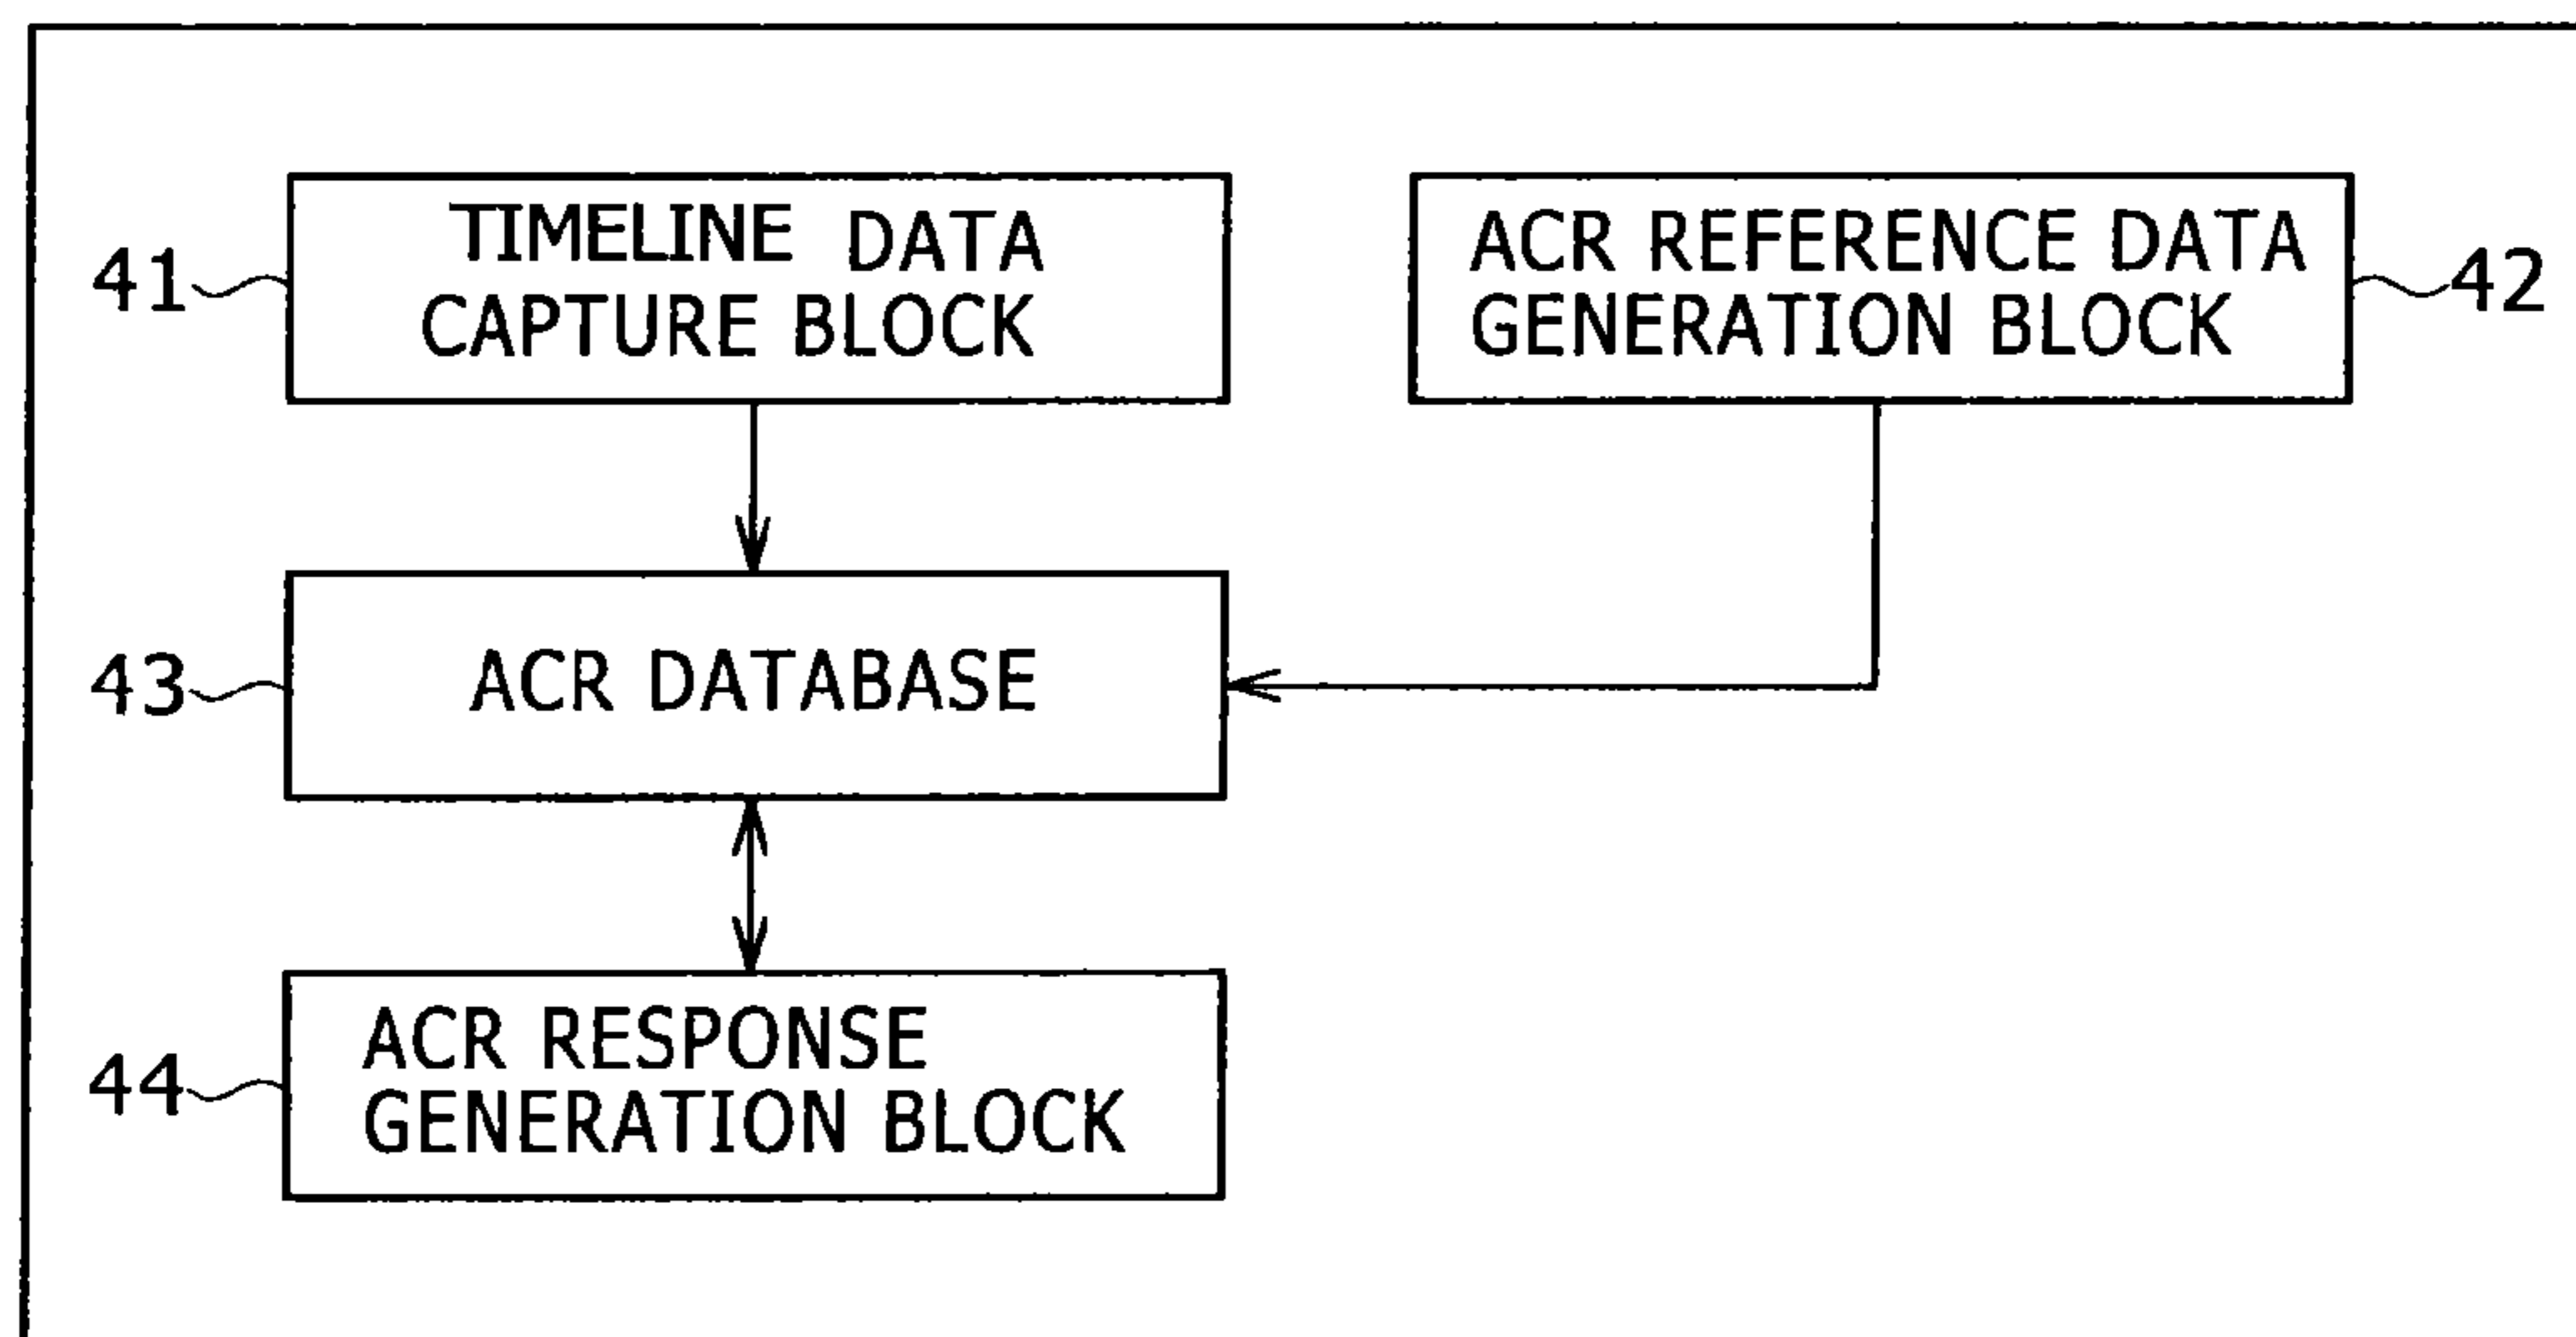 TIMELINE DATA
CAPTURE BLOCK
41
ACR REFERENCE DATA
GENERATION BLOCK
42
ACR DATABASE
43
ACR RESPONSE
GENERATION BLOCK
44